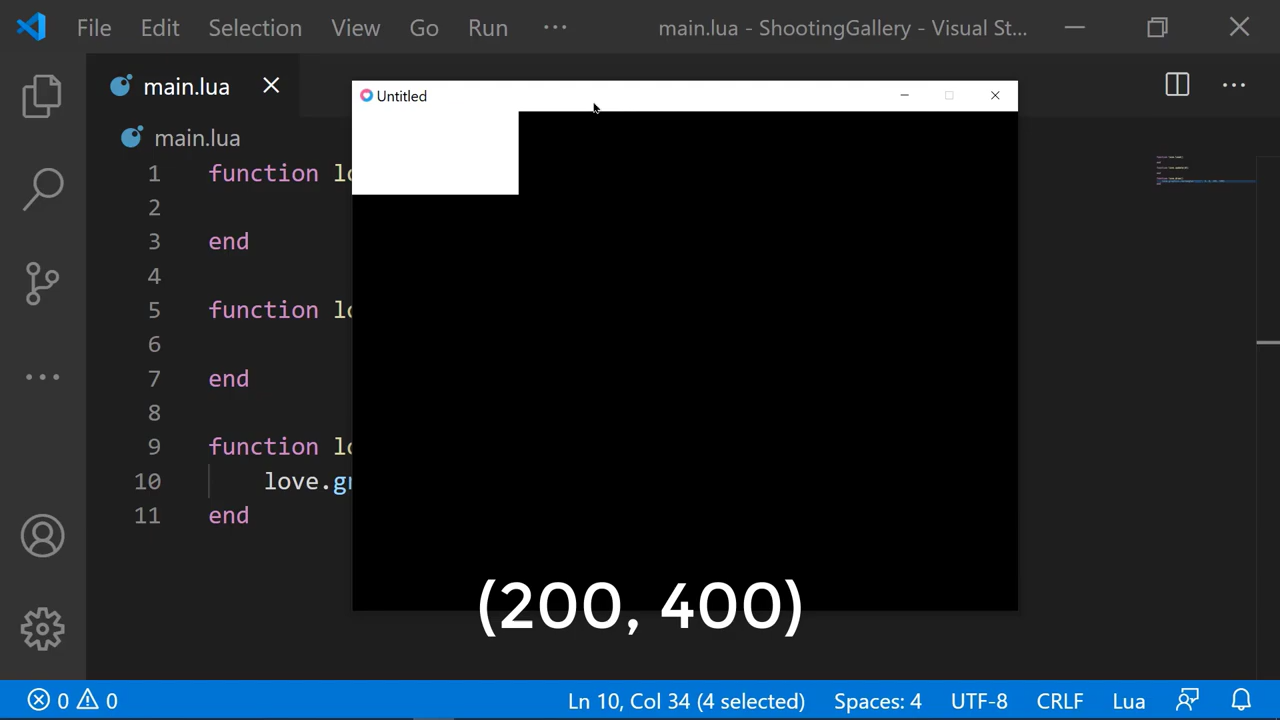 File Edit Selection View Go Run ··· main.lua - ShootingGallery - Visual St...
main.lua
Untitled
main.lua
1 function lo
2
3 end
4
5 function lo
6
7 end
8
9 function lo
10 love.gr
11 end
(200, 400)
0 0 Ln 10, Col 34 (4 selected) Spaces: 4 UTF-8 CRLF Lua